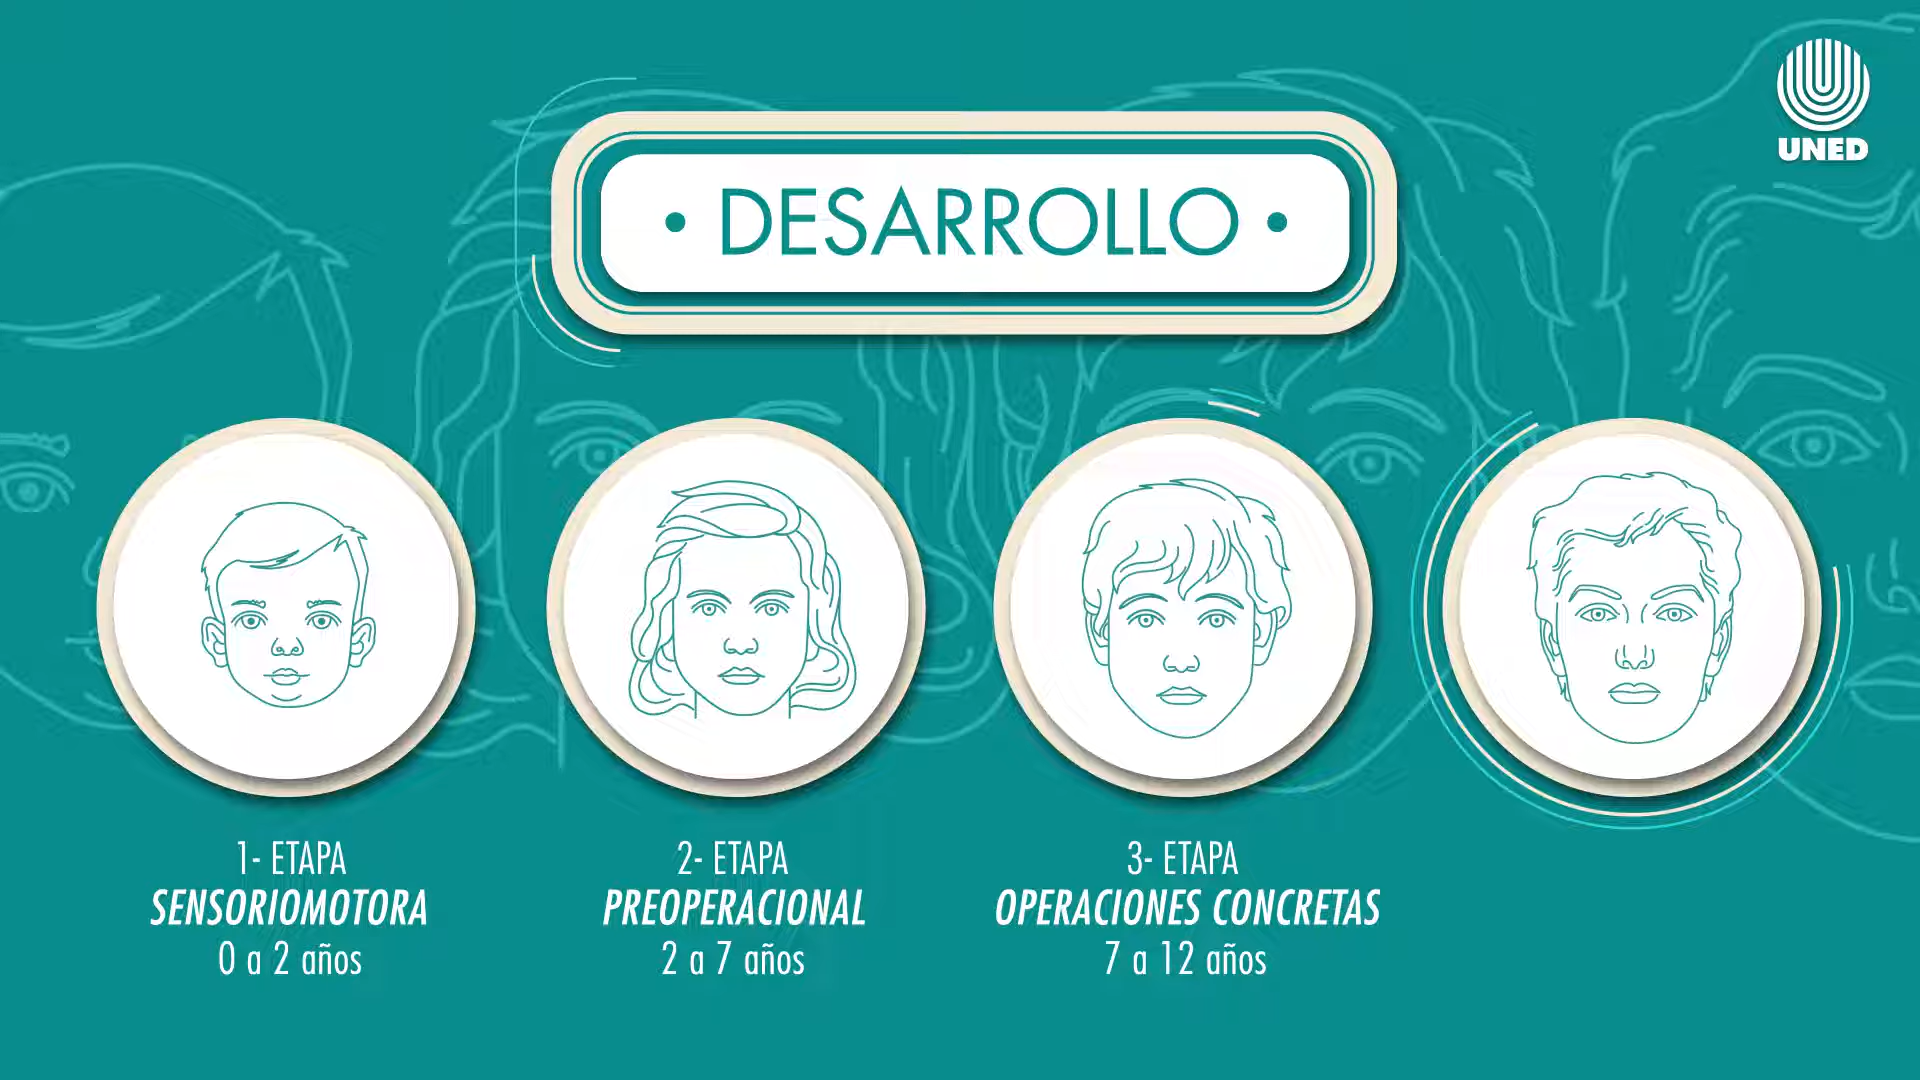 UNED
• DESARROLLO •
1- ETAPA
SENSORIOMOTORA
0 a 2 años
2- ETAPA
PREOPERACIONAL
2 a 7 años
3- ETAPA
OPERACIONES CONCRETAS
7 a 12 años